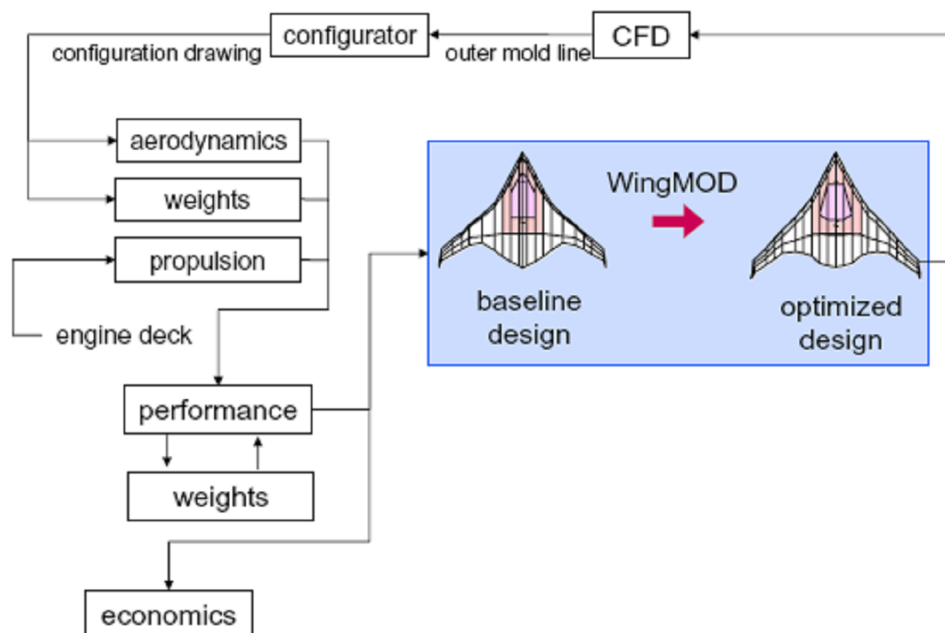 configurator
CFD
configuration drawing
outer mold line
aerodynamics
weights
propulsion
engine deck
WingMOD
baseline
design
optimized
design
performance
weights
economics